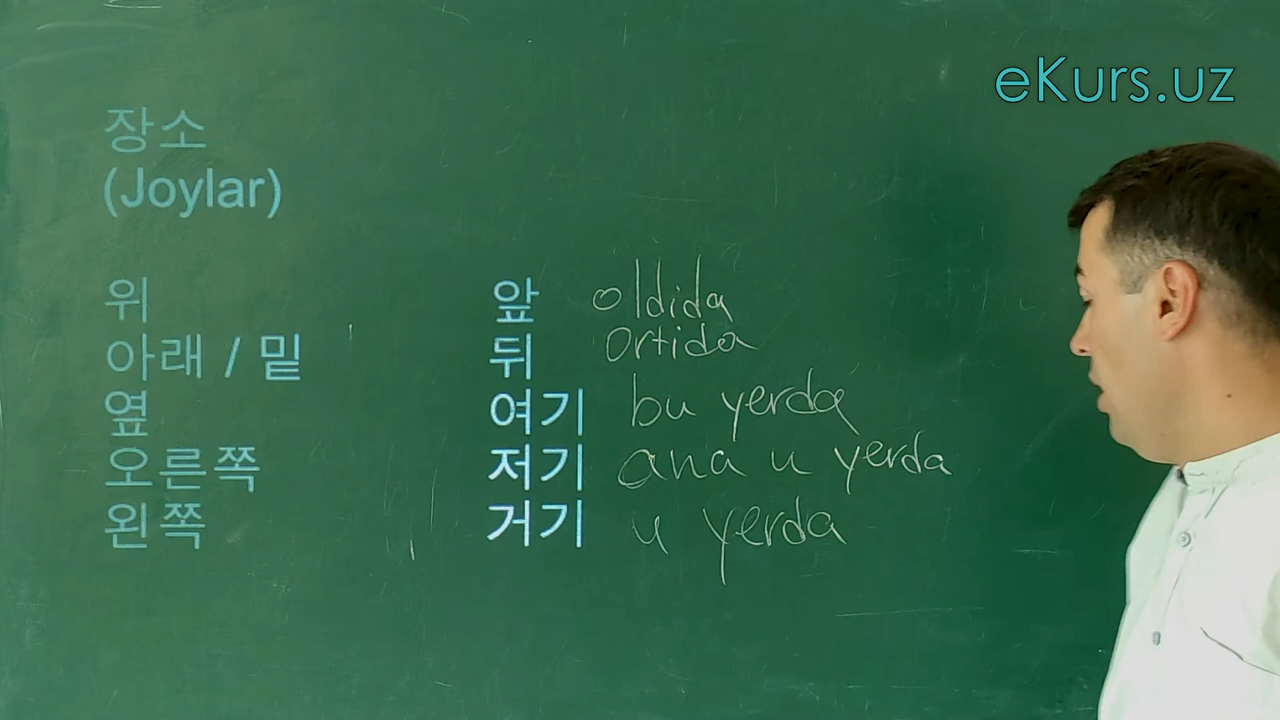 eKurs.uz
장소
(Joylar)
위
아래 / 밑
옆
오른쪽
왼쪽
앞 oldida
뒤 Ortida
여기 bu yerda
저기 ana u yerda
거기 u yerda